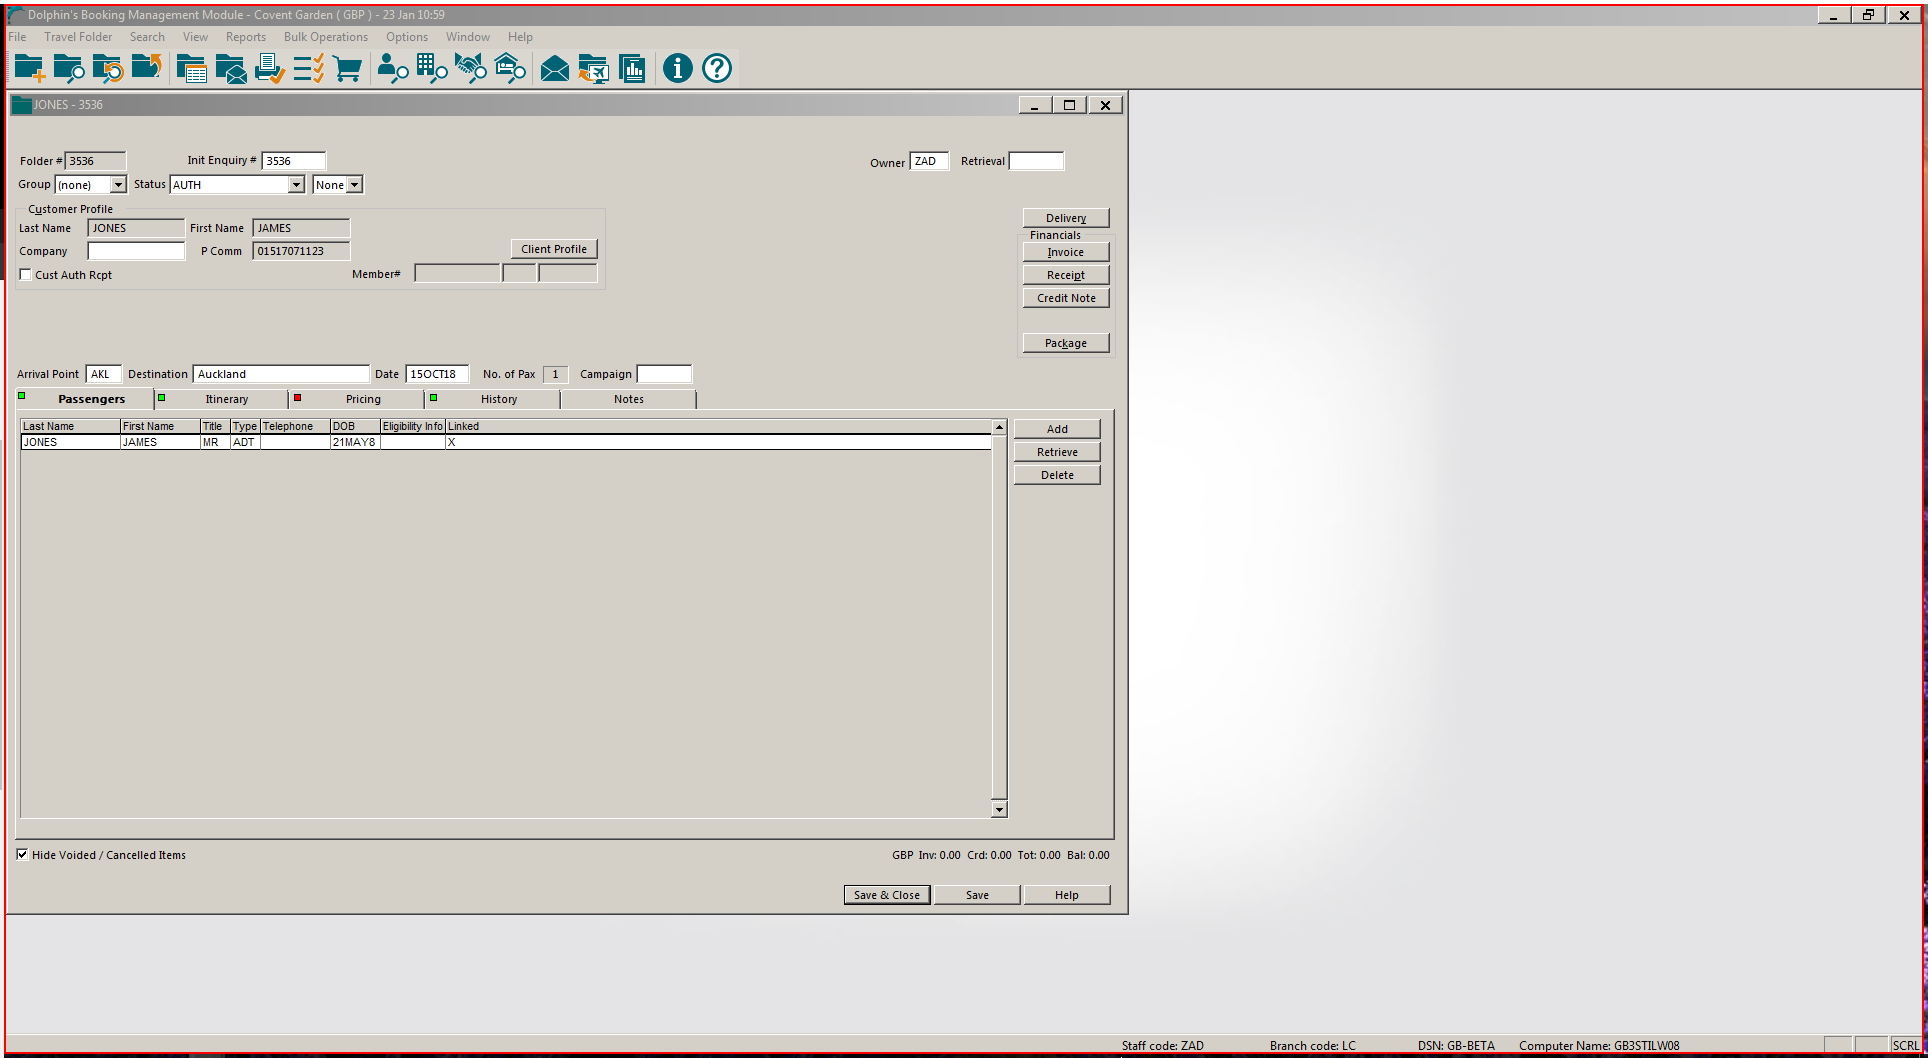 Dolphin's Booking Management Module - Covent Garden ( GBP ) - 23 Jan 10:59
File Travel Folder Search View Reports Bulk Operations Options Window Help
JONES - 3536
Folder # 3536 Init Enquiry # 3536 Owner ZAD Retrieval
Group (none) Status AUTH None
Customer Profile
Last Name JONES First Name JAMES
Company P Comm 01517071123 Client Profile
Cust Auth Rcpt Member#
Delivery
Financials
Invoice
Receipt
Credit Note
Package
Arrival Point AKL Destination Auckland Date 15OCT18 No. of Pax 1 Campaign
Passengers Itinerary Pricing History Notes
Last Name First Name Title Type Telephone DOB Eligibility Info Linked
JONES JAMES MR ADT 21MAY8 X
Add
Retrieve
Delete
Hide Voided / Cancelled Items GBP Inv: 0.00 Crd: 0.00 Tot: 0.00 Bal: 0.00
Save & Close Save Help
Staff code: ZAD Branch code: LC DSN: GB-BETA Computer Name: GB3STILW08 SCRL